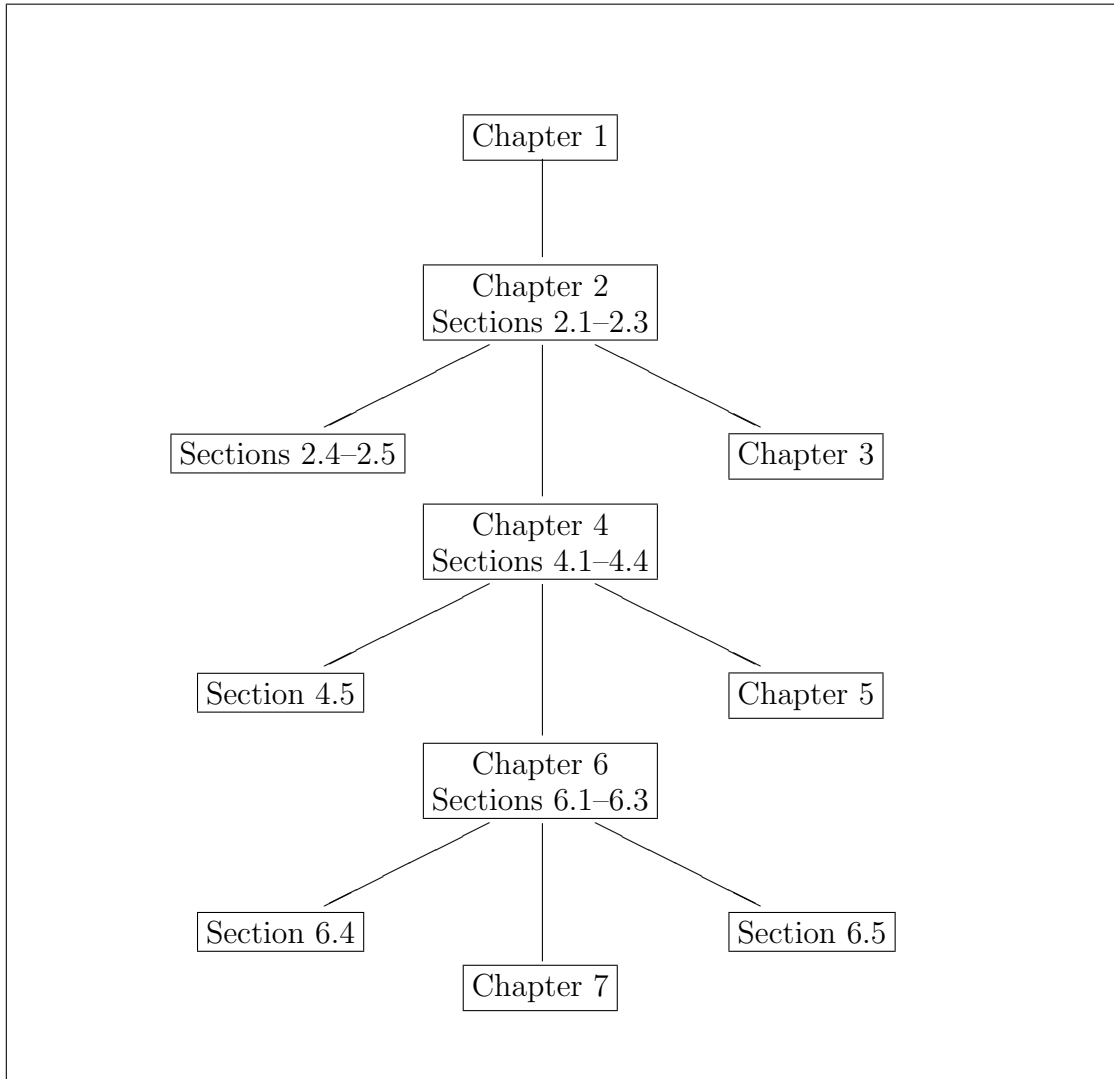 Chapter 1
Chapter 2
Sections 2.1–2.3
Sections 2.4–2.5
Chapter 3
Chapter 4
Sections 4.1–4.4
Section 4.5
Chapter 5
Chapter 6
Sections 6.1–6.3
Section 6.4
Section 6.5
Chapter 7